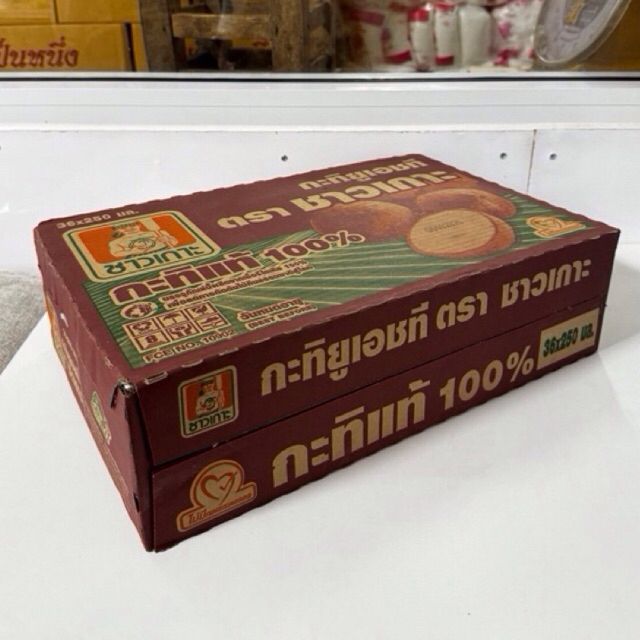 ป็นหนึ่ง
36x250 มล.
กะทิยูเอชที
ตรา ชาวเกาะ
ชาวเกาะ
กะทิแท้ 100%
FCE NO.
กะทิยูเอชที ตรา ชาวเกาะ
ชาวเกาะ
กะทิแท้ 100%
36x250 มล.